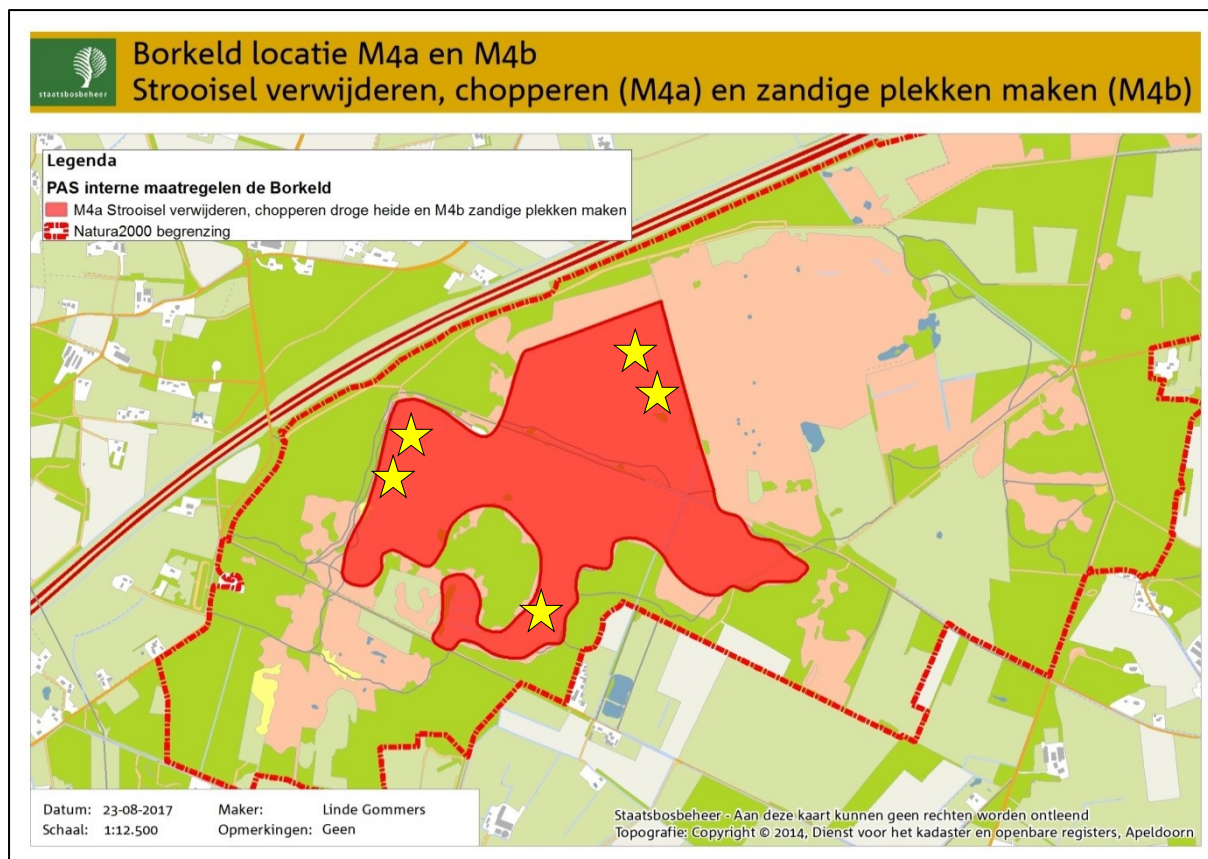 staatsbosbeheer
Borkeld locatie M4a en M4b
Strooisel verwijderen, chopperen (M4a) en zandige plekken maken (M4b)
Legenda
PAS interne maatregelen de Borkeld
M4a Strooisel verwijderen, chopperen droge heide en M4b zandige plekken maken
Natura2000 begrenzing
Datum: 23-08-2017 Maker: Linde Gommers
Schaal: 1:12.500 Opmerkingen: Geen
Staatsbosbeheer - Aan deze kaart kunnen geen rechten worden ontleend
Topografie: Copyright © 2014, Dienst voor het kadaster en openbare registers, Apeldoorn